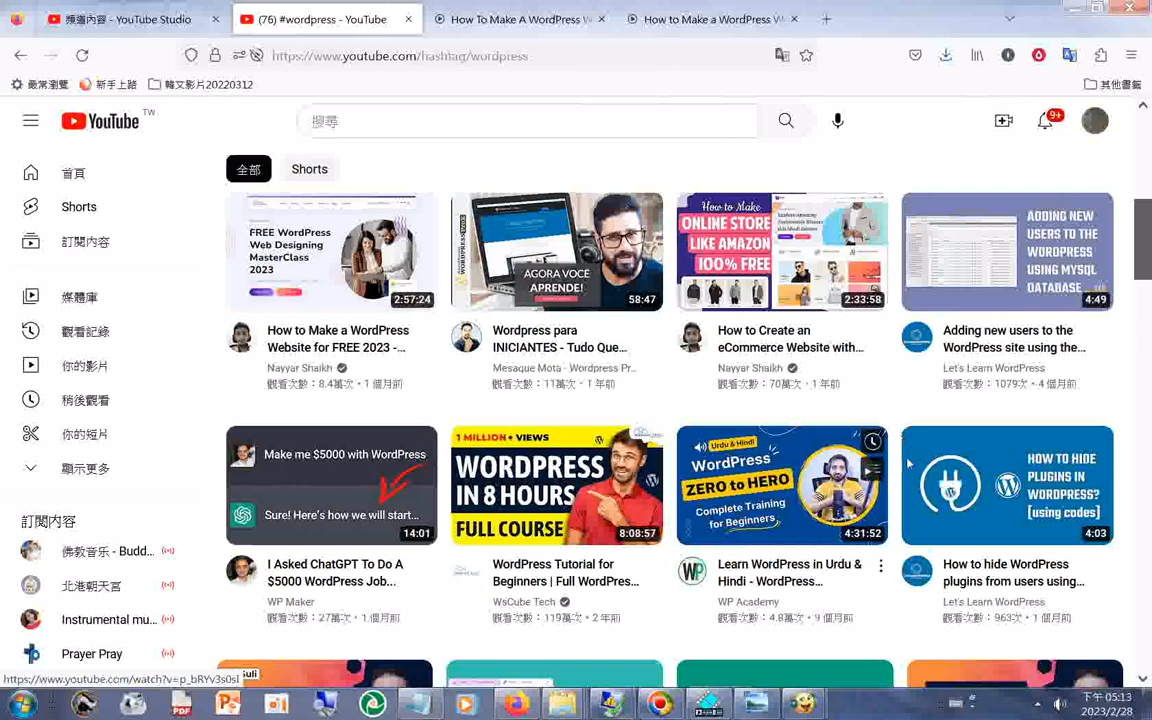 頻道內容 - YouTube Studio
(76) #wordpress - YouTube
How To Make A WordPress W
How to Make a WordPress W
https://www.youtube.com/hashtag/wordpress
最常瀏覽
新手上路
韓文影片20220312
其他書籤
YouTube TW
搜尋
9+
首頁
Shorts
訂閱內容
媒體庫
觀看記錄
你的影片
稍後觀看
你的短片
顯示更多
訂閱內容
佛教音乐 - Budd...
北港朝天宮
Instrumental mu...
Prayer Pray
全部
Shorts
FREE WordPress
Web Designing
MasterClass
2023
2:57:24
AGORA VOCÊ
APRENDE!
58:47
How to Make
ONLINE STORE
LIKE AMAZON
100% FREE
2:33:58
ADDING NEW
USERS TO THE
WORDPRESS
USING MYSQL
DATABASE
4:49
How to Make a WordPress
Website for FREE 2023 -...
Nayyar Shaikh
觀看次數：8.4萬次・1 個月前
Wordpress para
INICIANTES - Tudo Que...
Mesaque Mota - Wordpress Pr...
觀看次數：11萬次・1 年前
How to Create an
eCommerce Website with...
Nayyar Shaikh
觀看次數：70萬次・1 年前
Adding new users to the
WordPress site using the...
Let's Learn WordPress
觀看次數：1079次・4 個月前
Make me $5000 with WordPress
Sure! Here's how we will start...
14:01
1 MILLION+ VIEWS
WORDPRESS
IN 8 HOURS
FULL COURSE
8:08:57
Urdu & Hindi
WordPress
ZERO to HERO
Complete Training
for Beginners
4:31:52
HOW TO HIDE
PLUGINS IN
WORDPRESS?
[using codes]
4:03
I Asked ChatGPT To Do A
$5000 WordPress Job...
WP Maker
觀看次數：27萬次・1 個月前
WordPress Tutorial for
Beginners | Full WordPress...
WsCube Tech
觀看次數：119萬次・2 年前
WP
Learn WordPress in Urdu &
Hindi - WordPress...
WP Academy
觀看次數：4.8萬次・9 個月前
How to hide WordPress
plugins from users using...
Let's Learn WordPress
觀看次數：963次・1 個月前
https://www.youtube.com/watch?v=p_bRYv3s0sI
PDF
下午 05:13
2023/2/28